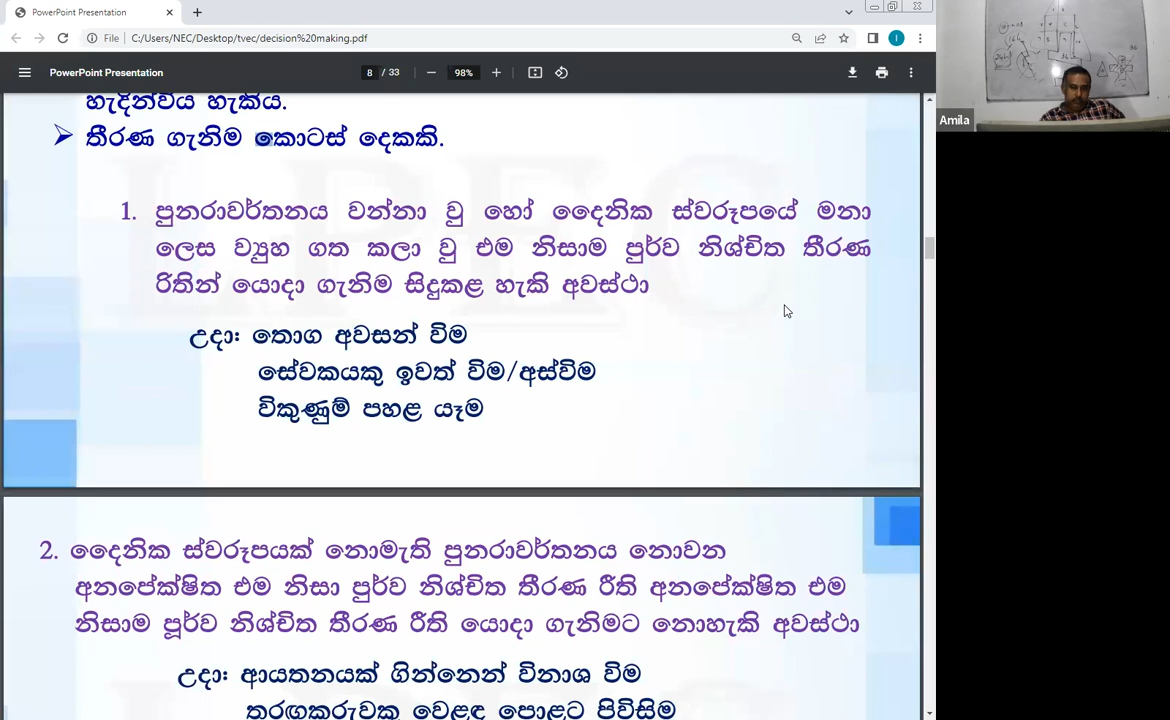 PowerPoint Presentation
File C:/Users/NEC/Desktop/tvec/decision%20making.pdf
PowerPoint Presentation 8 / 33 98%
හැදින්විය හැකිය.
➢ තීරණ ගැනිම කොටස් දෙකකි.
1. පුනරාවර්තනය වන්නා වු හෝ දෛනික ස්වරූපයේ මනා
ලෙස ව්‍යුහ ගත කලා වු එම නිසාම පුර්ව නිශ්චිත තීරණ
රිතින් යොදා ගැනිම සිදුකළ හැකි අවස්ථා
උදා: තොග අවසන් විම
සේවකයකු ඉවත් විම/අස්විම
විකුණුම් පහළ යෑම
2. දෛනික ස්වරූපයක් නොමැති පුනරාවර්තනය නොවන
අනපේක්ෂිත එම නිසා පුර්ව නිශ්චිත තීරණ රීති අනපේක්ෂිත එම
නිසාම පූර්ව නිශ්චිත තීරණ රීති යොදා ගැනිමට නොහැකි අවස්ථා
උදා: ආයතනයක් ගින්නෙන් විනාශ විම
තරඟකරුවකු වෙළඳ පොළට පිවිසිම
Amila